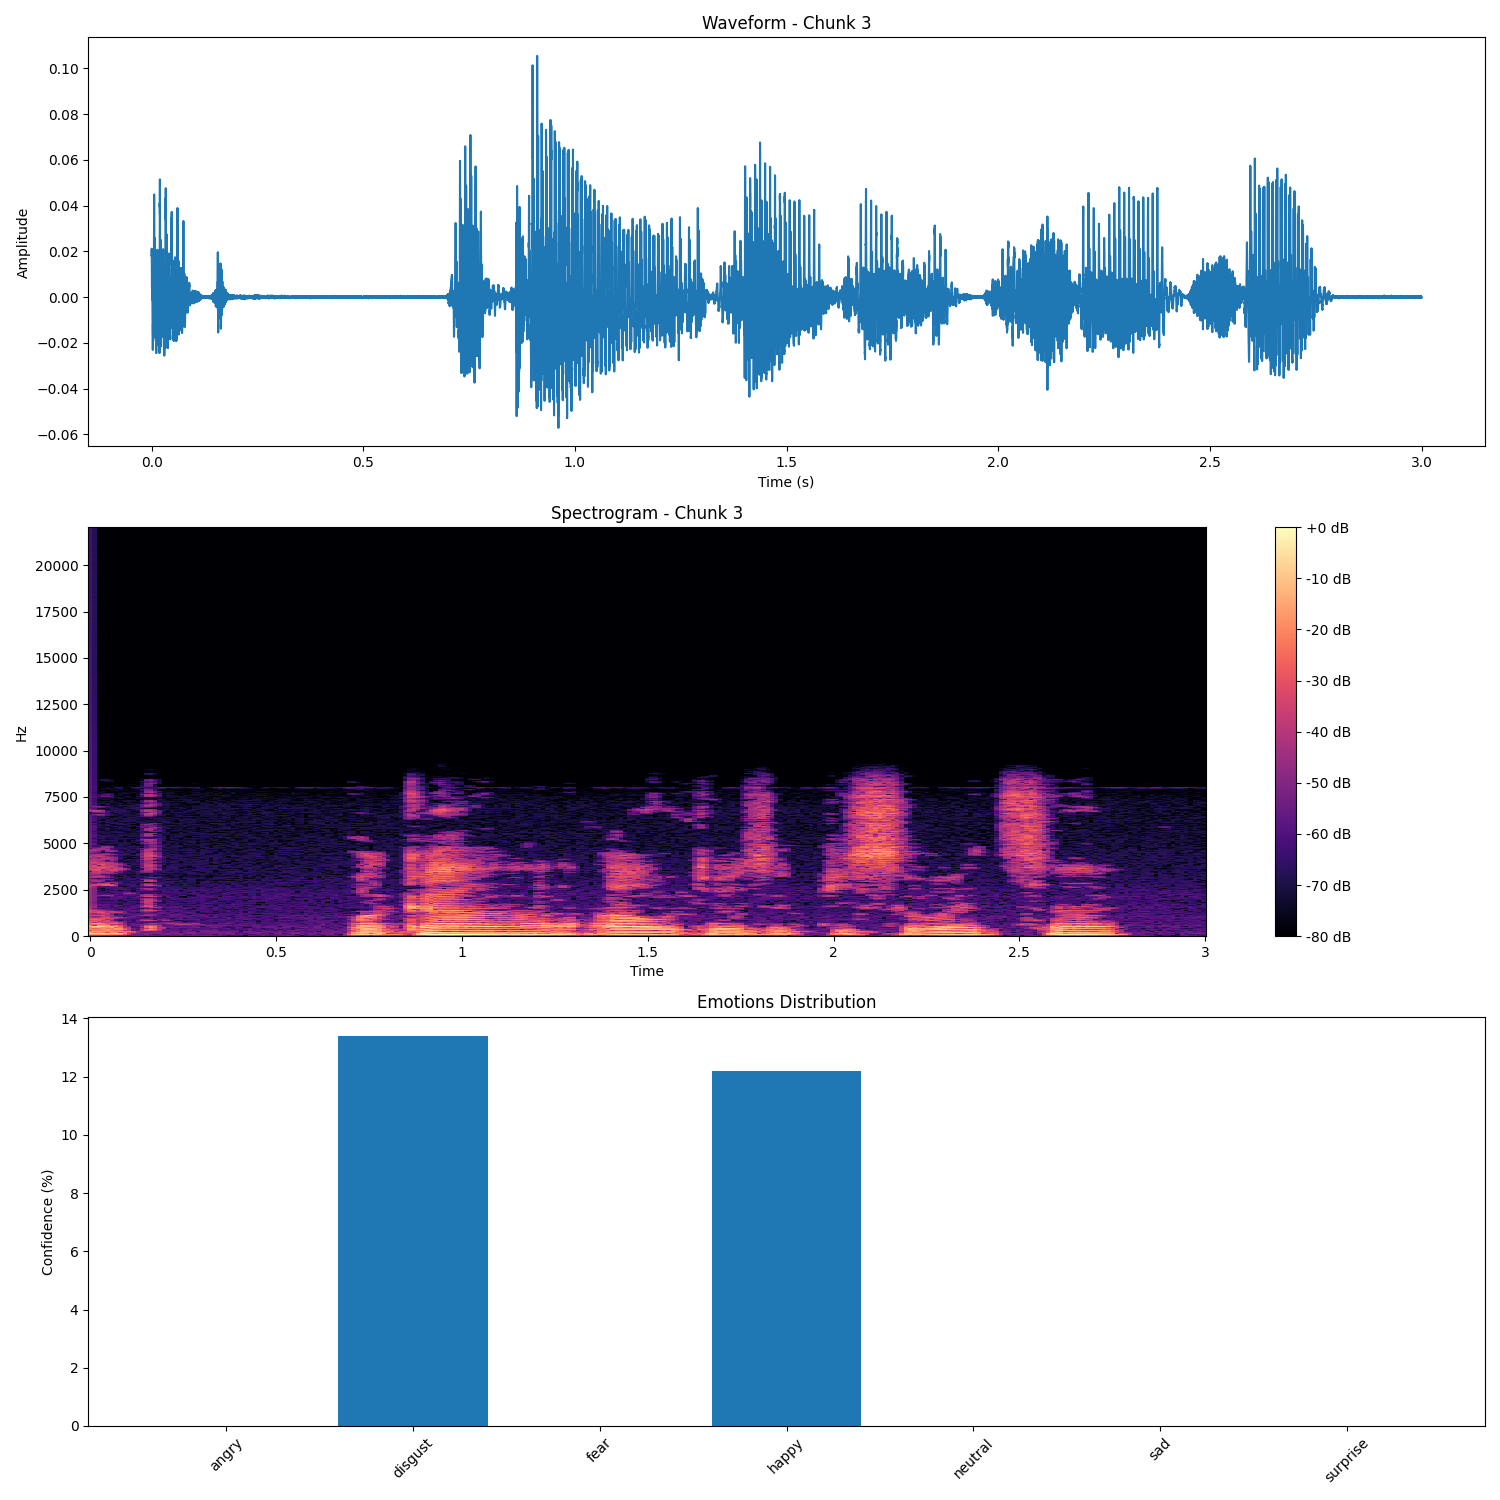 Waveform - Chunk 3
Amplitude
0.10
0.08
0.06
0.04
0.02
0.00
−0.02
−0.04
−0.06
0.0 0.5 1.0 1.5 2.0 2.5 3.0
Time (s)
Spectrogram - Chunk 3
Hz
20000
17500
15000
12500
10000
7500
5000
2500
0
0 0.5 1 1.5 2 2.5 3
Time
+0 dB
-10 dB
-20 dB
-30 dB
-40 dB
-50 dB
-60 dB
-70 dB
-80 dB
Emotions Distribution
Confidence (%)
14
12
10
8
6
4
2
0
angry disgust fear happy neutral sad surprise